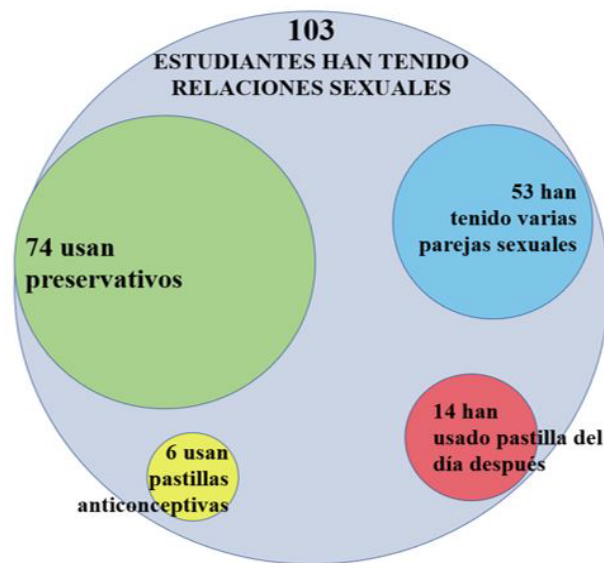 103
ESTUDIANTES HAN TENIDO
RELACIONES SEXUALES
74 usan
preservativos
53 han
tenido varias
parejas sexuales
6 usan
pastillas
anticonceptivas
14 han
usado pastilla del
día después